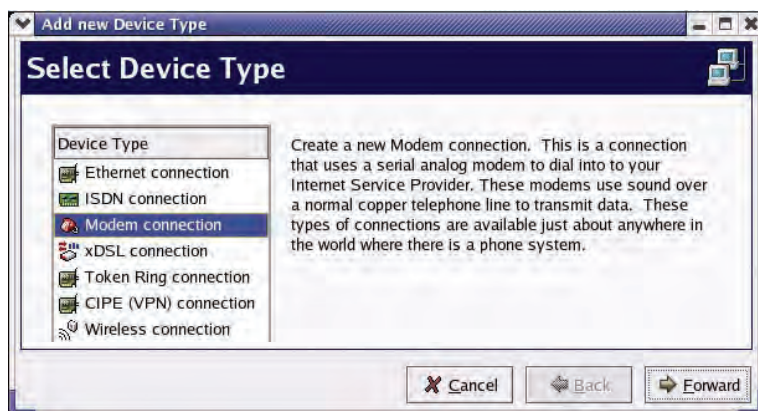 Add new Device Type
Select Device Type
Device Type
Ethernet connection
ISDN connection
Modem connection
xDSL connection
Token Ring connection
CIPE (VPN) connection
Wireless connection
Create a new Modem connection. This is a connection
that uses a serial analog modem to dial into to your
Internet Service Provider. These modems use sound over
a normal copper telephone line to transmit data. These
types of connections are available just about anywhere in
the world where there is a phone system.
Cancel
Back
Forward